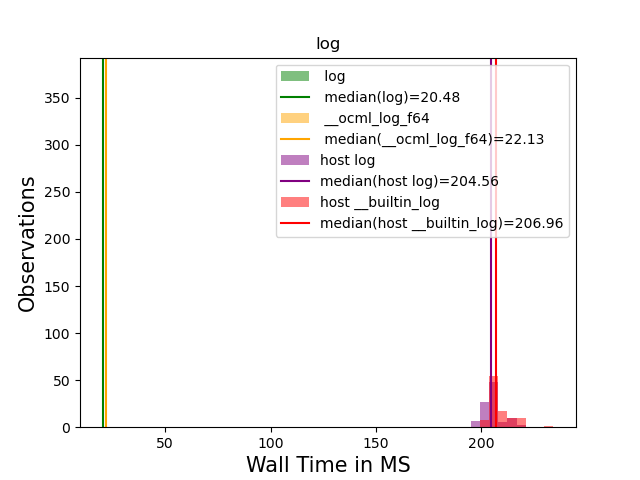 log
log
median(log)=20.48
__ocml_log_f64
median(__ocml_log_f64)=22.13
host log
median(host log)=204.56
host __builtin_log
median(host __builtin_log)=206.96
Observations
350
300
250
200
150
100
50
0
50 100 150 200
Wall Time in MS